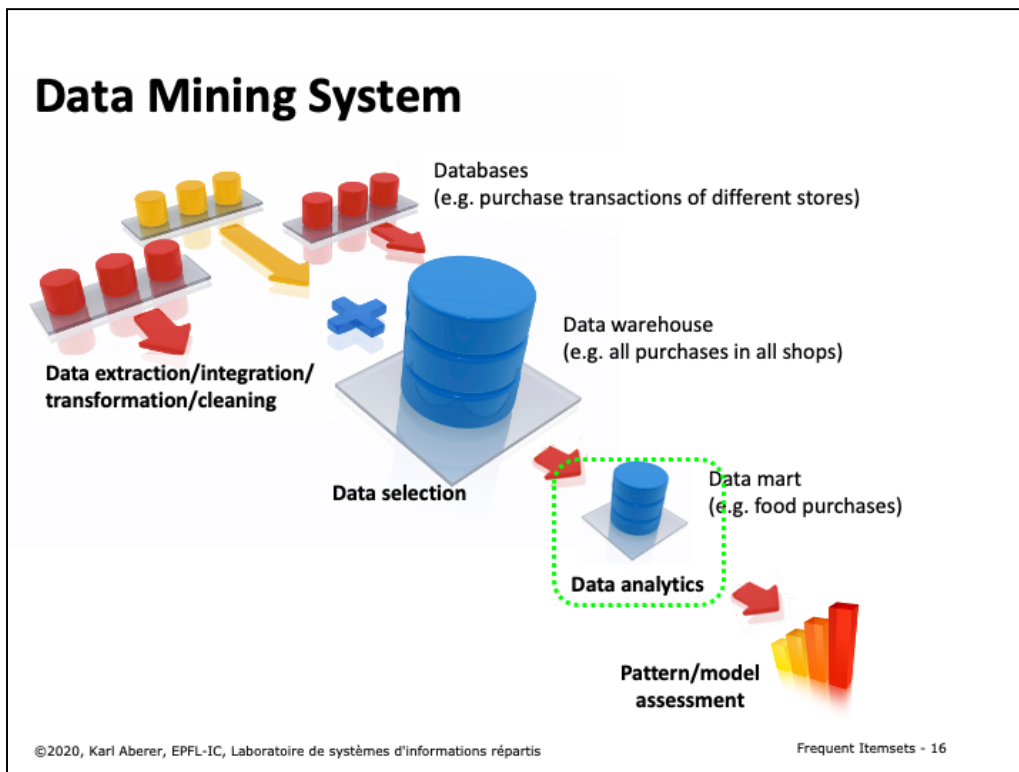 Data Mining System
Databases
(e.g. purchase transactions of different stores)
Data warehouse
(e.g. all purchases in all shops)
Data extraction/integration/
transformation/cleaning
Data selection
Data mart
(e.g. food purchases)
Data analytics
Pattern/model
assessment
©2020, Karl Aberer, EPFL-IC, Laboratoire de systèmes d'informations répartis
Frequent Itemsets - 16